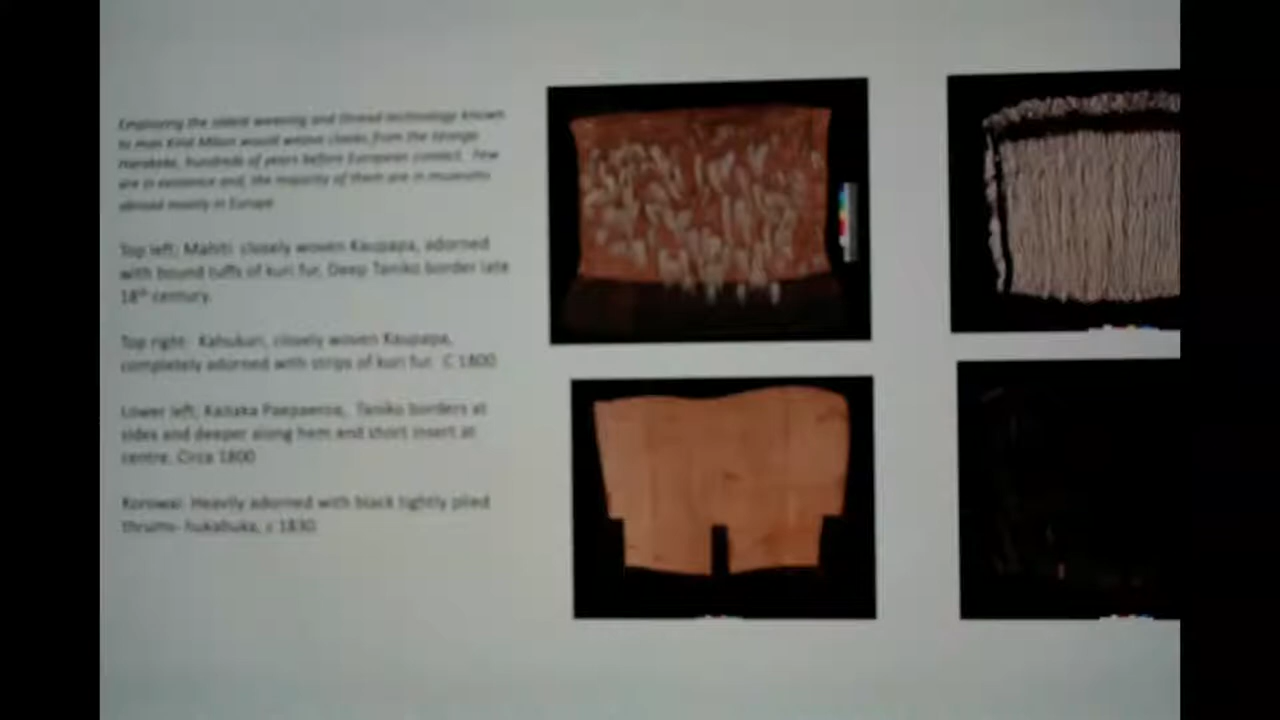 Employing the oldest weaving and thread technology known
to man kind Māori would weave cloaks from the
Harakeke, hundreds of years before European contact. Few
are in existence and, the majority of them are in museums
abroad mostly in Europe
Top left; Mahiti closely woven Kaupapa, adorned
with bound tuffs of kuri fur, Deep Taniko border late
18th century.
Top right: Kahukuri, closely woven Kaupapa,
completely adorned with strips of kuri fur. C 1800
Lower left; Kaitaka Paepaeroa, Taniko borders at
sides and deeper along hem and short insert at
centre. Circa 1800
Korowai- Heavily adorned with black tightly plied
thrums- hukahuka, c 1830